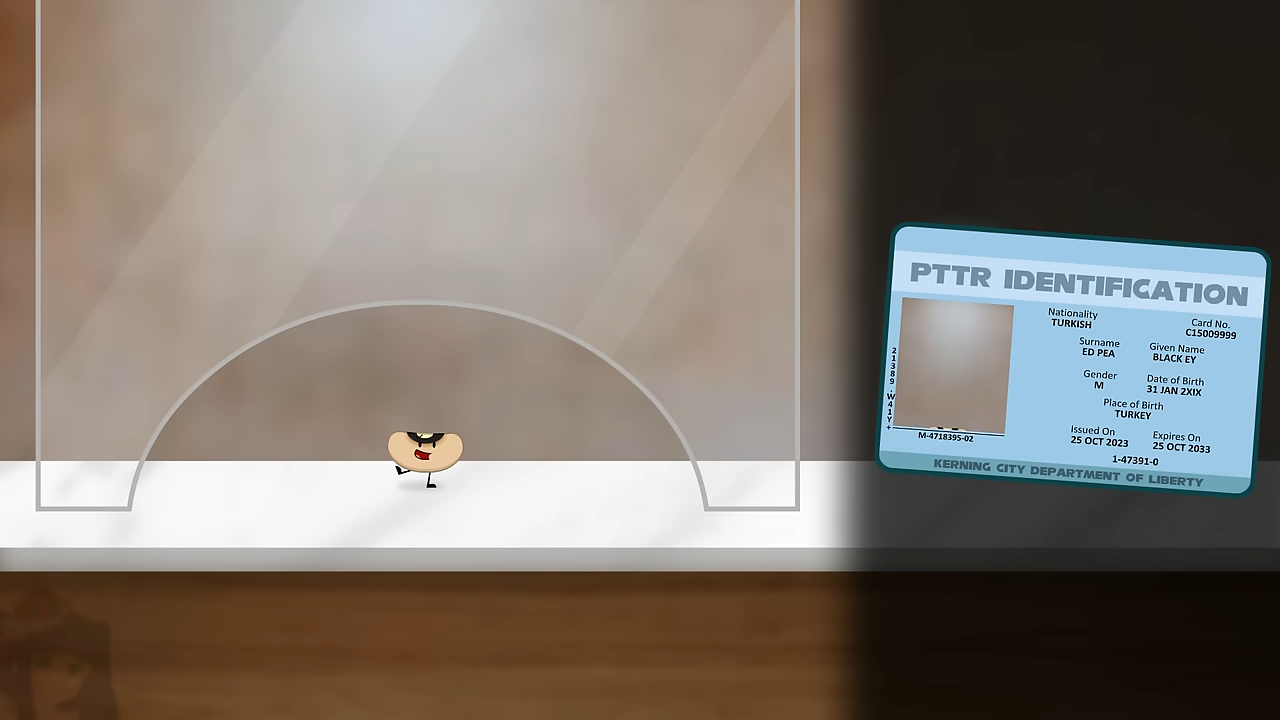 PTTR IDENTIFICATION
Nationality
TURKISH
Card No.
C15009999
Surname
ED PEA
Given Name
BLACK EY
Gender
M
Date of Birth
31 JAN 2XIX
Place of Birth
TURKEY
Issued On
25 OCT 2023
Expires On
25 OCT 2033
21389.W41Y+
M-4718395-02
1-47391-0
KERNING CITY DEPARTMENT OF LIBERTY